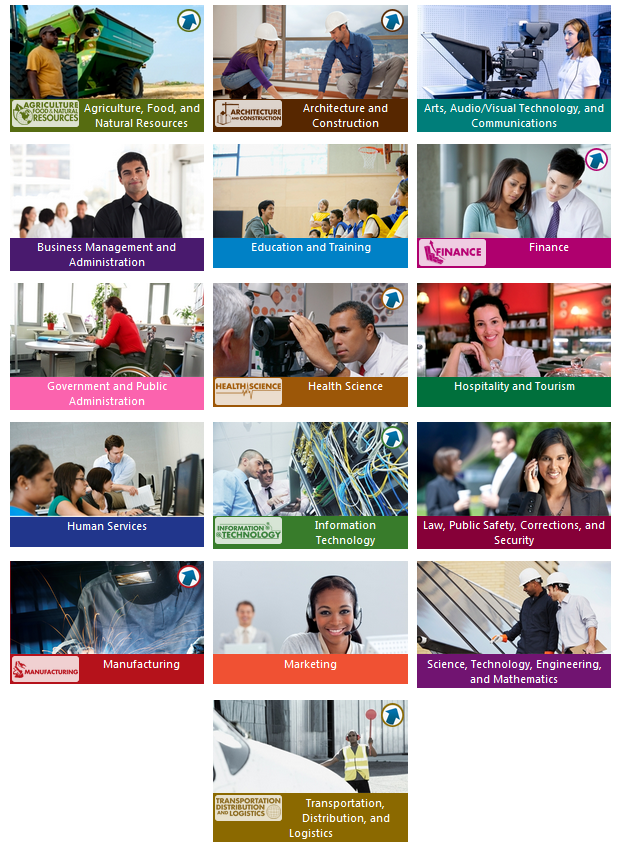 AGRICULTURE
FOOD & NATURAL
RESOURCES
Agriculture, Food, and
Natural Resources
ARCHITECTURE
AND CONSTRUCTION
Architecture and
Construction
Arts, Audio/Visual Technology, and
Communications
Business Management and
Administration
Education and Training
FINANCE
Finance
Government and Public
Administration
HEALTH SCIENCE
Health Science
Hospitality and Tourism
Human Services
INFORMATION
TECHNOLOGY
Information
Technology
Law, Public Safety, Corrections, and
Security
MANUFACTURING
Manufacturing
Marketing
Science, Technology, Engineering,
and Mathematics
TRANSPORTATION
DISTRIBUTION
AND LOGISTICS
Transportation,
Distribution, and
Logistics